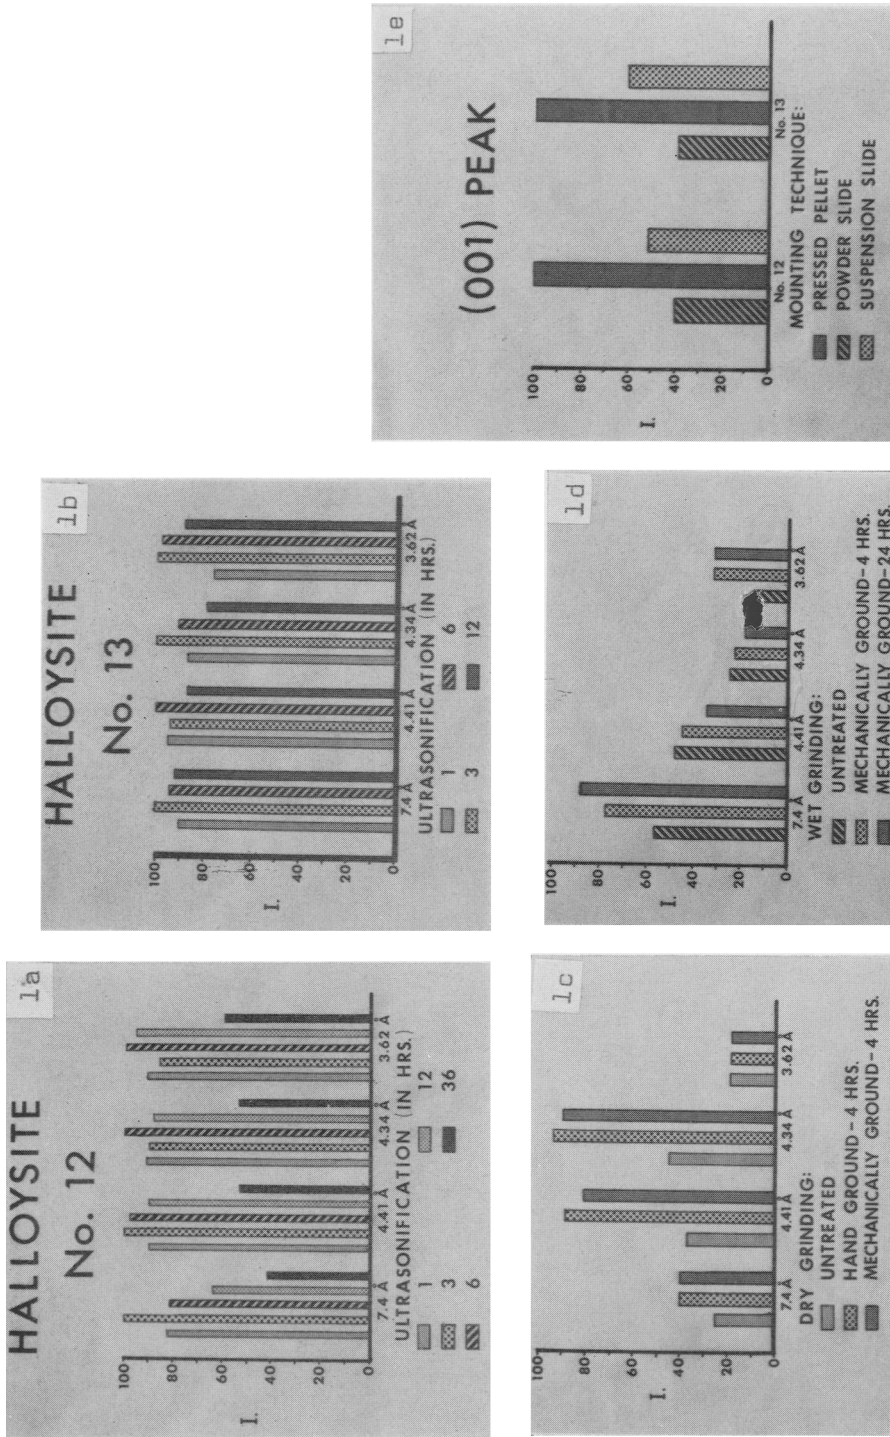 HALLOYSITE
No. 12
1a
100
80
60
40
20
0
I.
7.4 Å
4.41 Å
4.34 Å
3.62 Å
ULTRASONIFICATION (IN HRS.)
1
3
6
12
36
HALLOYSITE
No. 13
1b
100
80
60
40
20
0
I.
7.4 Å
4.41 Å
4.34 Å
3.62 Å
ULTRASONIFICATION (IN HRS.)
1
3
6
12
1c
100
80
60
40
20
0
I.
7.4 Å
4.41 Å
4.34 Å
3.62 Å
DRY GRINDING:
UNTREATED
HAND GROUND-4 HRS.
MECHANICALLY GROUND-4 HRS.
1d
100
80
60
40
20
0
I.
7.4 Å
4.41 Å
4.34 Å
3.62 Å
WET GRINDING:
UNTREATED
MECHANICALLY GROUND-4 HRS.
MECHANICALLY GROUND-24 HRS.
1e
(001) PEAK
100
80
60
40
20
0
I.
No. 12
No. 13
MOUNTING TECHNIQUE:
PRESSED PELLET
POWDER SLIDE
SUSPENSION SLIDE